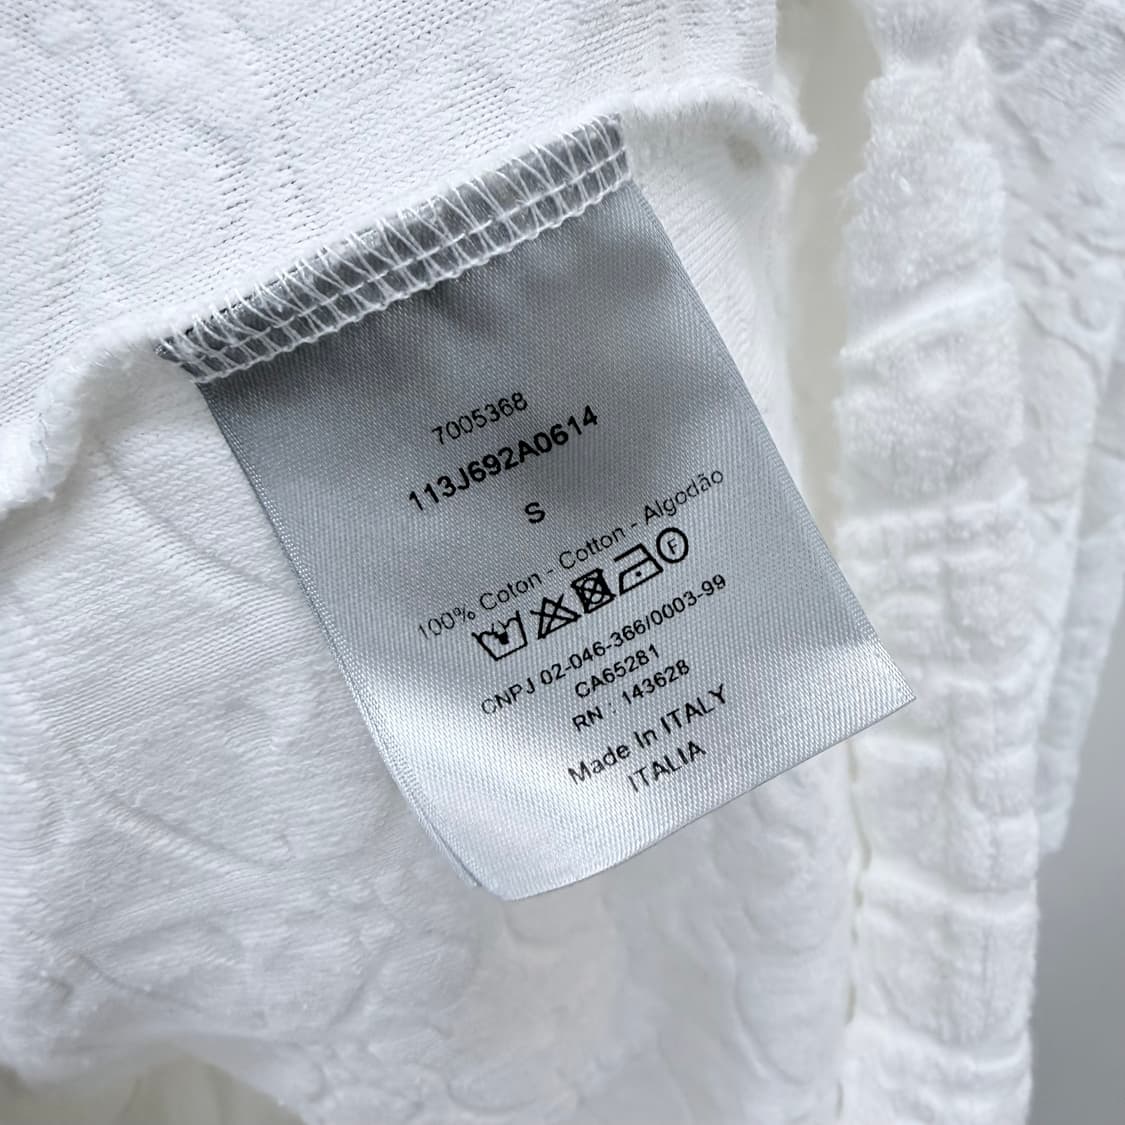 7005368
113J692A0614
S
100% Coton - Cotton - Algodão
F
CNPJ 02-046-366/0003-99
CA65281
RN : 143628
Made In ITALY
ITALIA